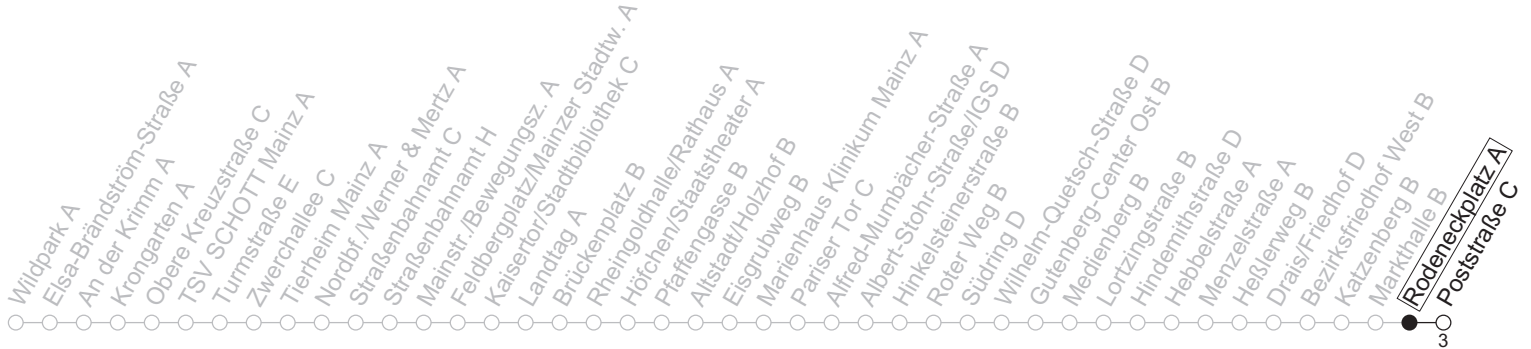 Wildpark A
Elsa-Brändström-Straße A
An der Krimm A
Krongarten A
Obere Kreuzstraße C
TSV SCHOTT Mainz A
Turmstraße E
Zwerchallee C
Tierheim Mainz A
Nordbf./Werner & Mertz A
Straßenbahnamt C
Straßenbahnamt H
Mainstr./Bewegungsz. A
Feldbergplatz/Mainzer Stadtw. A
Kaisertor/Stadtbibliothek C
Landtag A
Brückenplatz B
Rheingoldhalle/Rathaus A
Höfchen/Staatstheater A
Pfaffengasse B
Altstadt/Holzhof B
Eisgrubweg B
Marienhaus Klinikum Mainz A
Pariser Tor C
Alfred-Mumbächer-Straße A
Albert-Stohr-Straße/IGS D
Hinkelsteinerstraße B
Roter Weg B
Südring D
Wilhelm-Quetsch-Straße D
Gutenberg-Center Ost B
Medienberg B
Lortzingstraße B
Hindemithstraße D
Hebbelstraße A
Menzelstraße A
Heßlerweg B
Drais/Friedhof D
Bezirksfriedhof West B
Katzenberg B
Markthalle B
Rodeneckplatz A
Poststraße C
3